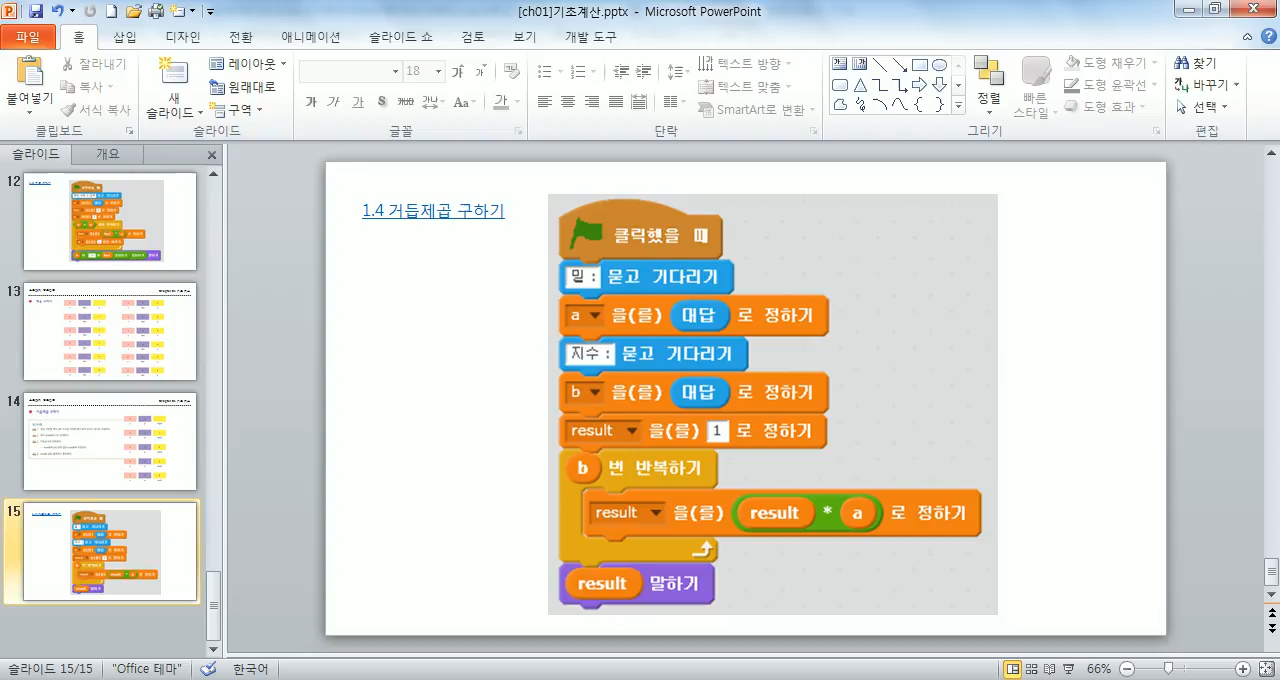 [ch01]기초계산.pptx - Microsoft PowerPoint
파일 홈 삽입 디자인 전환 애니메이션 슬라이드 쇼 검토 보기 개발 도구
붙여넣기
잘라내기
복사
서식 복사
클립보드
새 슬라이드
레이아웃
원래대로
구역
슬라이드
18
가 가 가 S 가나 Aa 가
글꼴
텍스트 방향
텍스트 맞춤
SmartArt로 변환
단락
정렬
빠른 스타일
도형 채우기
도형 윤곽선
도형 효과
그리기
찾기
바꾸기
선택
편집
슬라이드 개요
12
13
14
15
1.4 거듭제곱 구하기
클릭했을 때
밑 : 묻고 기다리기
a 을(를) 대답 로 정하기
지수 : 묻고 기다리기
b 을(를) 대답 로 정하기
result 을(를) 1 로 정하기
b 번 반복하기
result 을(를) result * a 로 정하기
result 말하기
슬라이드 15/15 "Office 테마" 한국어 66%